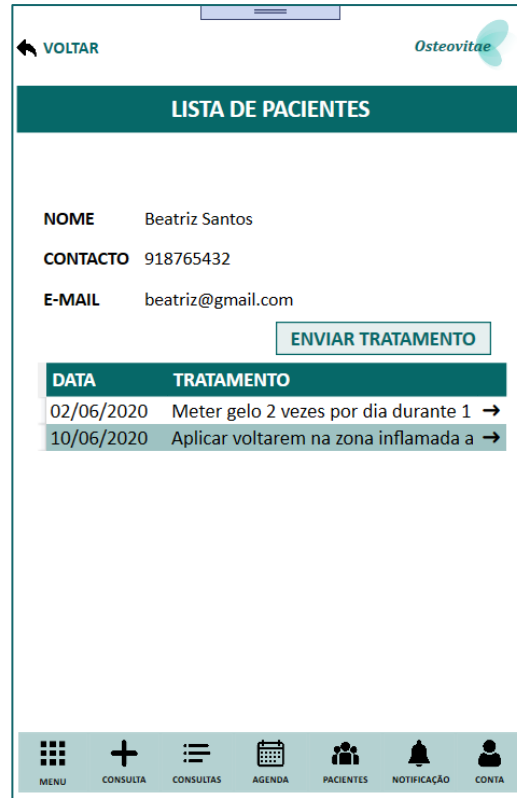 VOLTAR
Osteovitae
LISTA DE PACIENTES
NOME Beatriz Santos
CONTACTO 918765432
E-MAIL beatriz@gmail.com
ENVIAR TRATAMENTO
DATA TRATAMENTO
02/06/2020 Meter gelo 2 vezes por dia durante 1 →
10/06/2020 Aplicar voltarem na zona inflamada a →
MENU CONSULTA CONSULTAS AGENDA PACIENTES NOTIFICAÇÃO CONTA